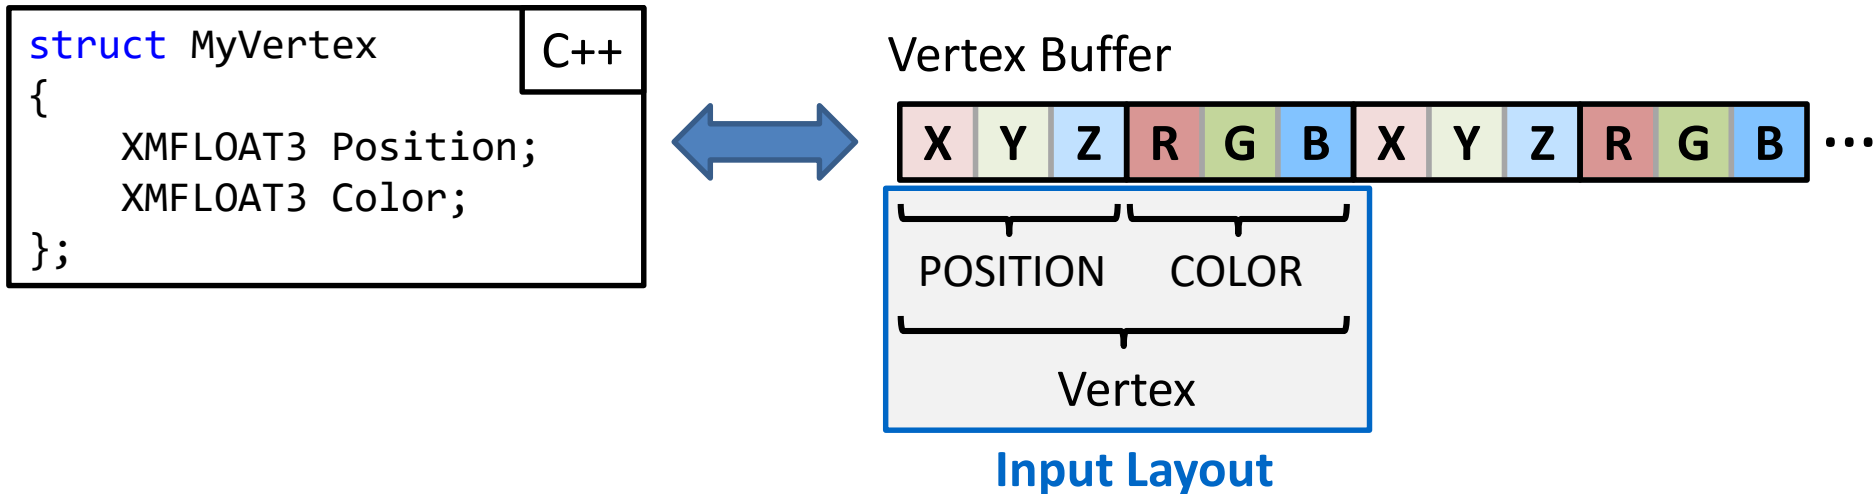 struct MyVertex
C++
{
    XMFLOAT3 Position;
    XMFLOAT3 Color;
};
Vertex Buffer
X Y Z R G B X Y Z R G B ...
POSITION COLOR
Vertex
Input Layout